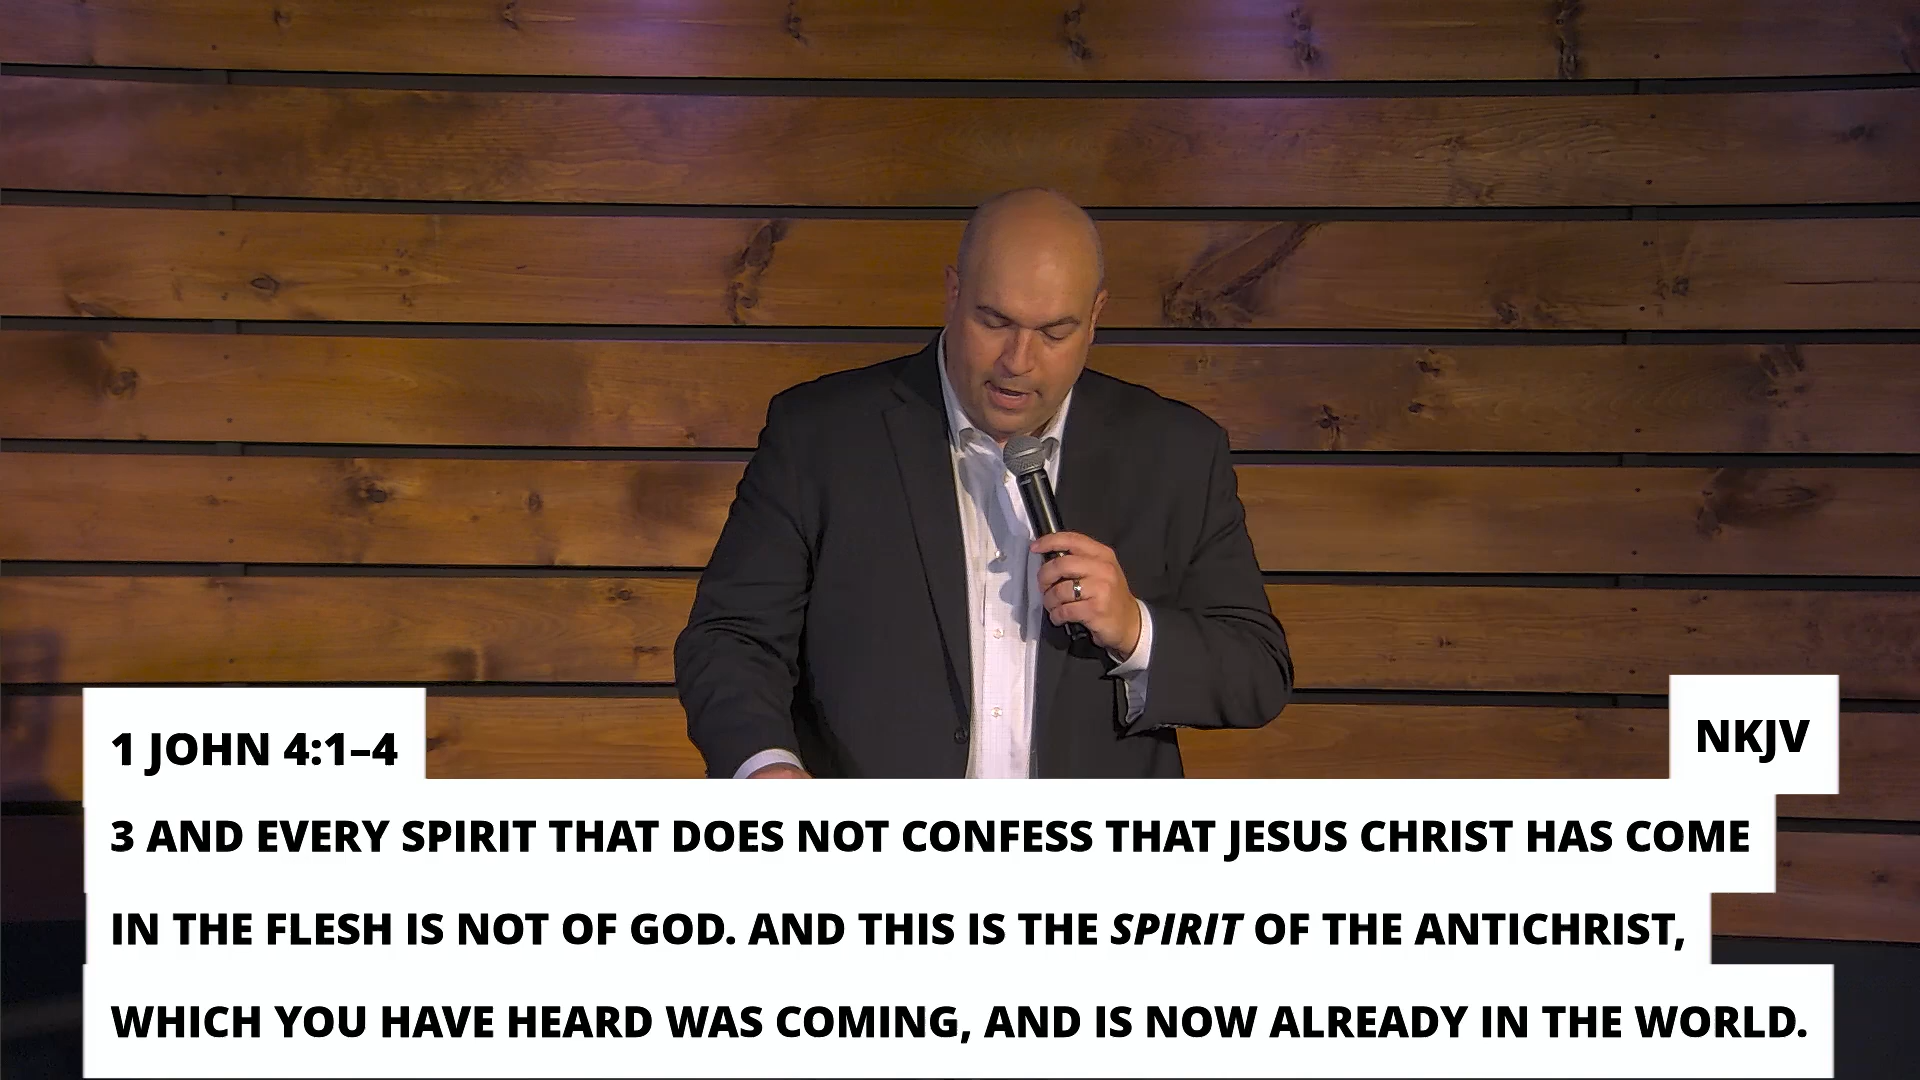 1 JOHN 4:1–4
NKJV
3 AND EVERY SPIRIT THAT DOES NOT CONFESS THAT JESUS CHRIST HAS COME
IN THE FLESH IS NOT OF GOD. AND THIS IS THE SPIRIT OF THE ANTICHRIST,
WHICH YOU HAVE HEARD WAS COMING, AND IS NOW ALREADY IN THE WORLD.